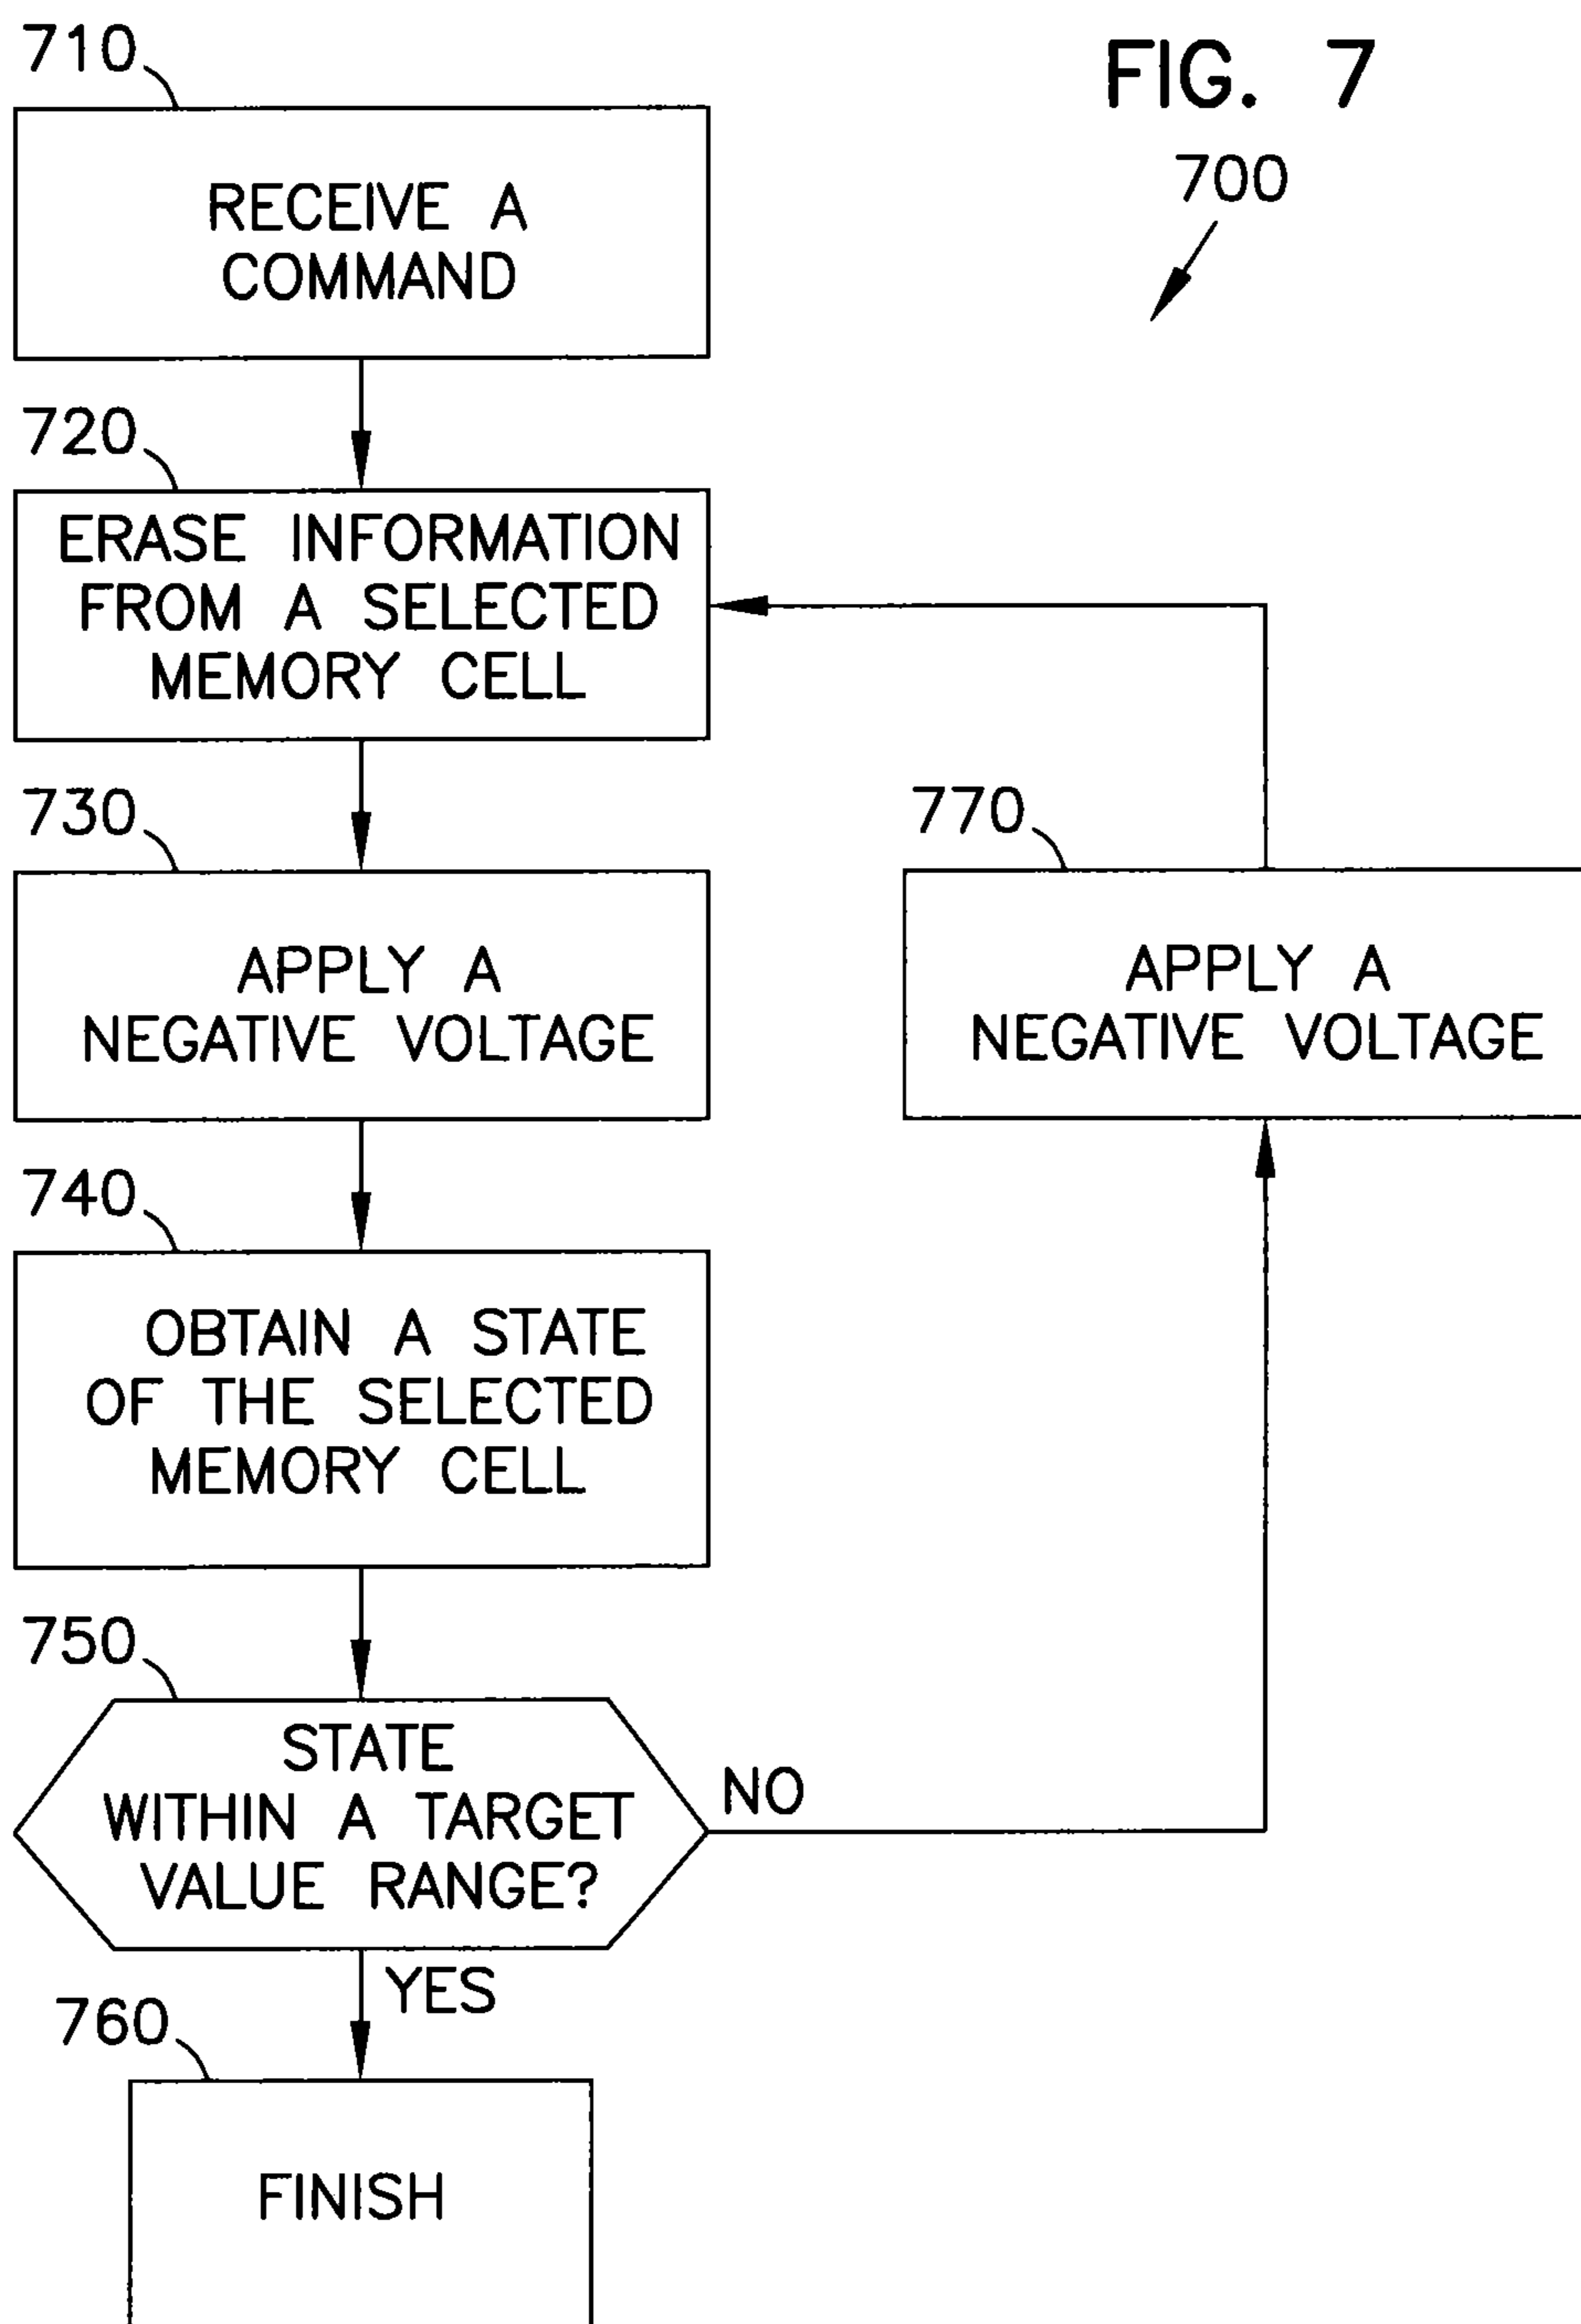 FIG. 7
700
710
RECEIVE A
COMMAND
720
ERASE INFORMATION
FROM A SELECTED
MEMORY CELL
730
APPLY A
NEGATIVE VOLTAGE
770
APPLY A
NEGATIVE VOLTAGE
740
OBTAIN A STATE
OF THE SELECTED
MEMORY CELL
750
STATE
WITHIN A TARGET
VALUE RANGE?
NO
YES
760
FINISH